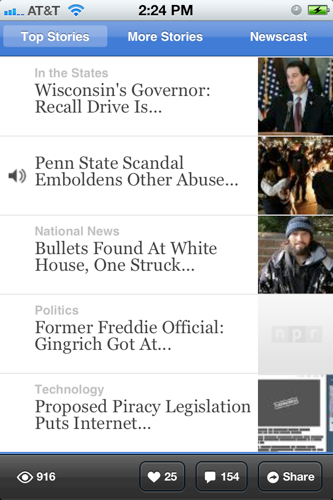 AT&T 2:24 PM
Top Stories More Stories Newscast
In the States
Wisconsin's Governor:
Recall Drive Is...
Penn State Scandal
Emboldens Other Abuse...
National News
Bullets Found At White
House, One Struck...
Politics
Former Freddie Official:
Gingrich Got At...
npr
Technology
Proposed Piracy Legislation
Puts Internet...
916 25 154 Share